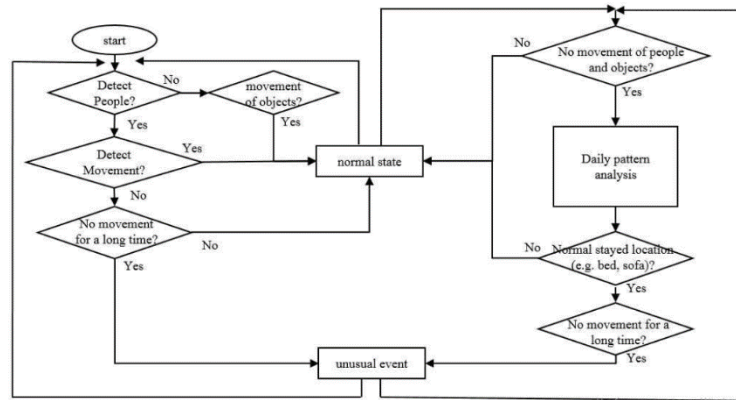 start
Detect
People?
No
movement
of objects?
Yes
Yes
Detect
Movement?
Yes
No
No movement
for a long time?
No
Yes
normal state
unusual event
No
No movement of people
and objects?
Yes
Daily pattern
analysis
No
Normal stayed location
(e.g. bed, sofa)?
Yes
No movement for a
long time?
Yes